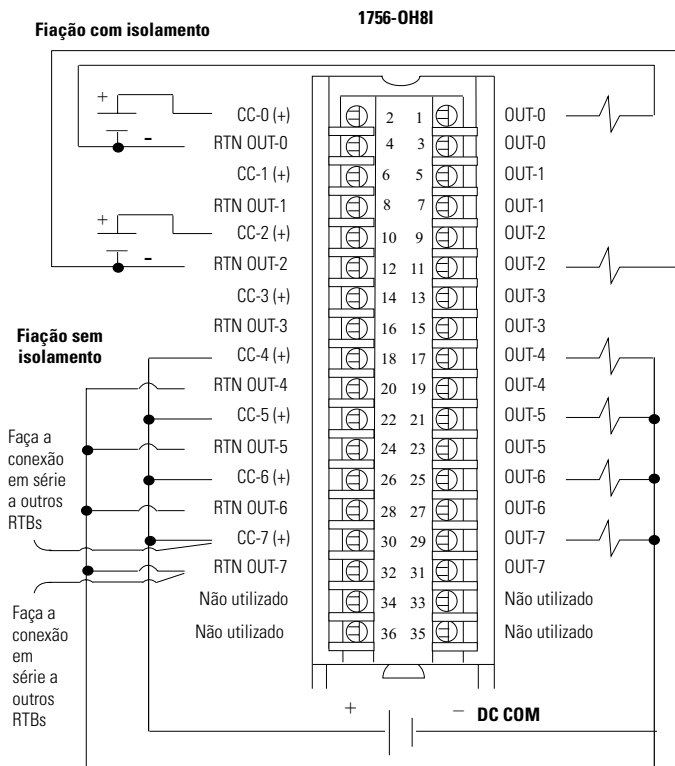 1756-OH8I
Fiação com isolamento
+
CC-0 (+) 2 1 OUT-0
- RTN OUT-0 4 3 OUT-0
CC-1 (+) 6 5 OUT-1
RTN OUT-1 8 7 OUT-1
+
CC-2 (+) 10 9 OUT-2
- RTN OUT-2 12 11 OUT-2
CC-3 (+) 14 13 OUT-3
RTN OUT-3 16 15 OUT-3
Fiação sem
isolamento
CC-4 (+) 18 17 OUT-4
RTN OUT-4 20 19 OUT-4
CC-5 (+) 22 21 OUT-5
RTN OUT-5 24 23 OUT-5
CC-6 (+) 26 25 OUT-6
RTN OUT-6 28 27 OUT-6
CC-7 (+) 30 29 OUT-7
RTN OUT-7 32 31 OUT-7
Não utilizado 34 33 Não utilizado
Não utilizado 36 35 Não utilizado
Faça a
conexão
em série
a outros
RTBs
Faça a
conexão
em
série a
outros
RTBs
+ − DC COM